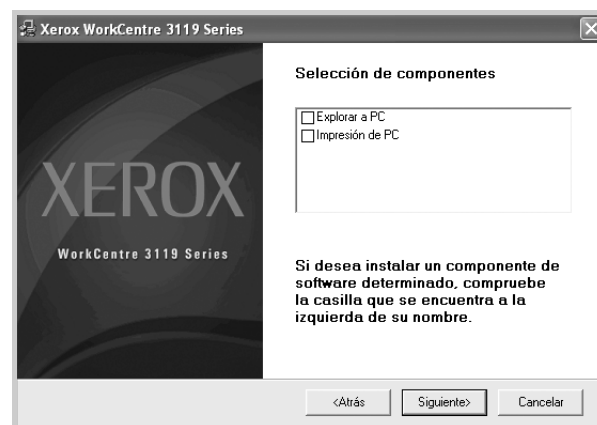 Xerox WorkCentre 3119 Series
Selección de componentes
Explorar a PC
Impresión de PC
XEROX
WorkCentre 3119 Series
Si desea instalar un componente de
software determinado, compruebe
la casilla que se encuentra a la
izquierda de su nombre.
<Atrás
Siguiente>
Cancelar